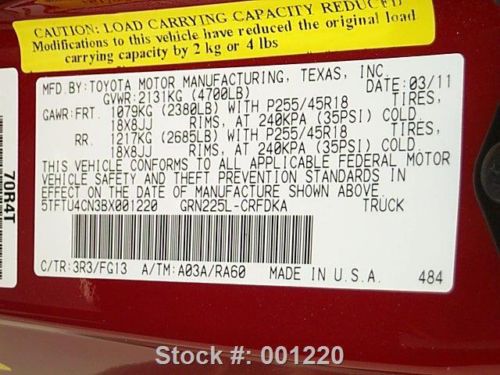 CAUTION: LOAD CARRYING CAPACITY REDUCED
Modifications to this vehicle have reduced the original load
carrying capacity by 2 kg or 4 lbs
MFD.BY: TOYOTA MOTOR MANUFACTURING, TEXAS, INC.
GVWR: 2131KG (4700LB) DATE: 03/11
GAWR: FRT. 1079KG (2380LB) WITH P255/45R18 TIRES,
18X8JJ RIMS, AT 240KPA (35PSI) COLD.
RR. 1217KG (2685LB) WITH P255/45R18 TIRES,
18X8JJ RIMS, AT 240KPA (35PSI) COLD.
THIS VEHICLE CONFORMS TO ALL APPLICABLE FEDERAL MOTOR
VEHICLE SAFETY AND THEFT PREVENTION STANDARDS IN
EFFECT ON THE DATE OF MANUFACTURE SHOWN ABOVE.
5TFTU4CN3BX001220 GRN225L-CRFDKA TRUCK
C/TR: 3R3/FG13 A/TM: A03A/RA60 MADE IN U.S.A.
484
70R4T
Stock #: 001220